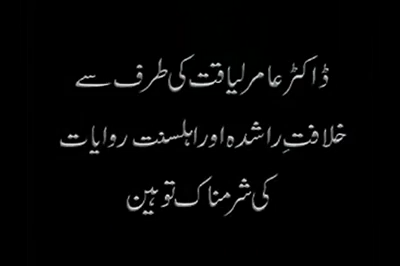 ڈاکٹر عامر لیاقت کی طرف سے
خلافتِ راشدہ اور اہلسنت روایات
کی شرمناک توہین